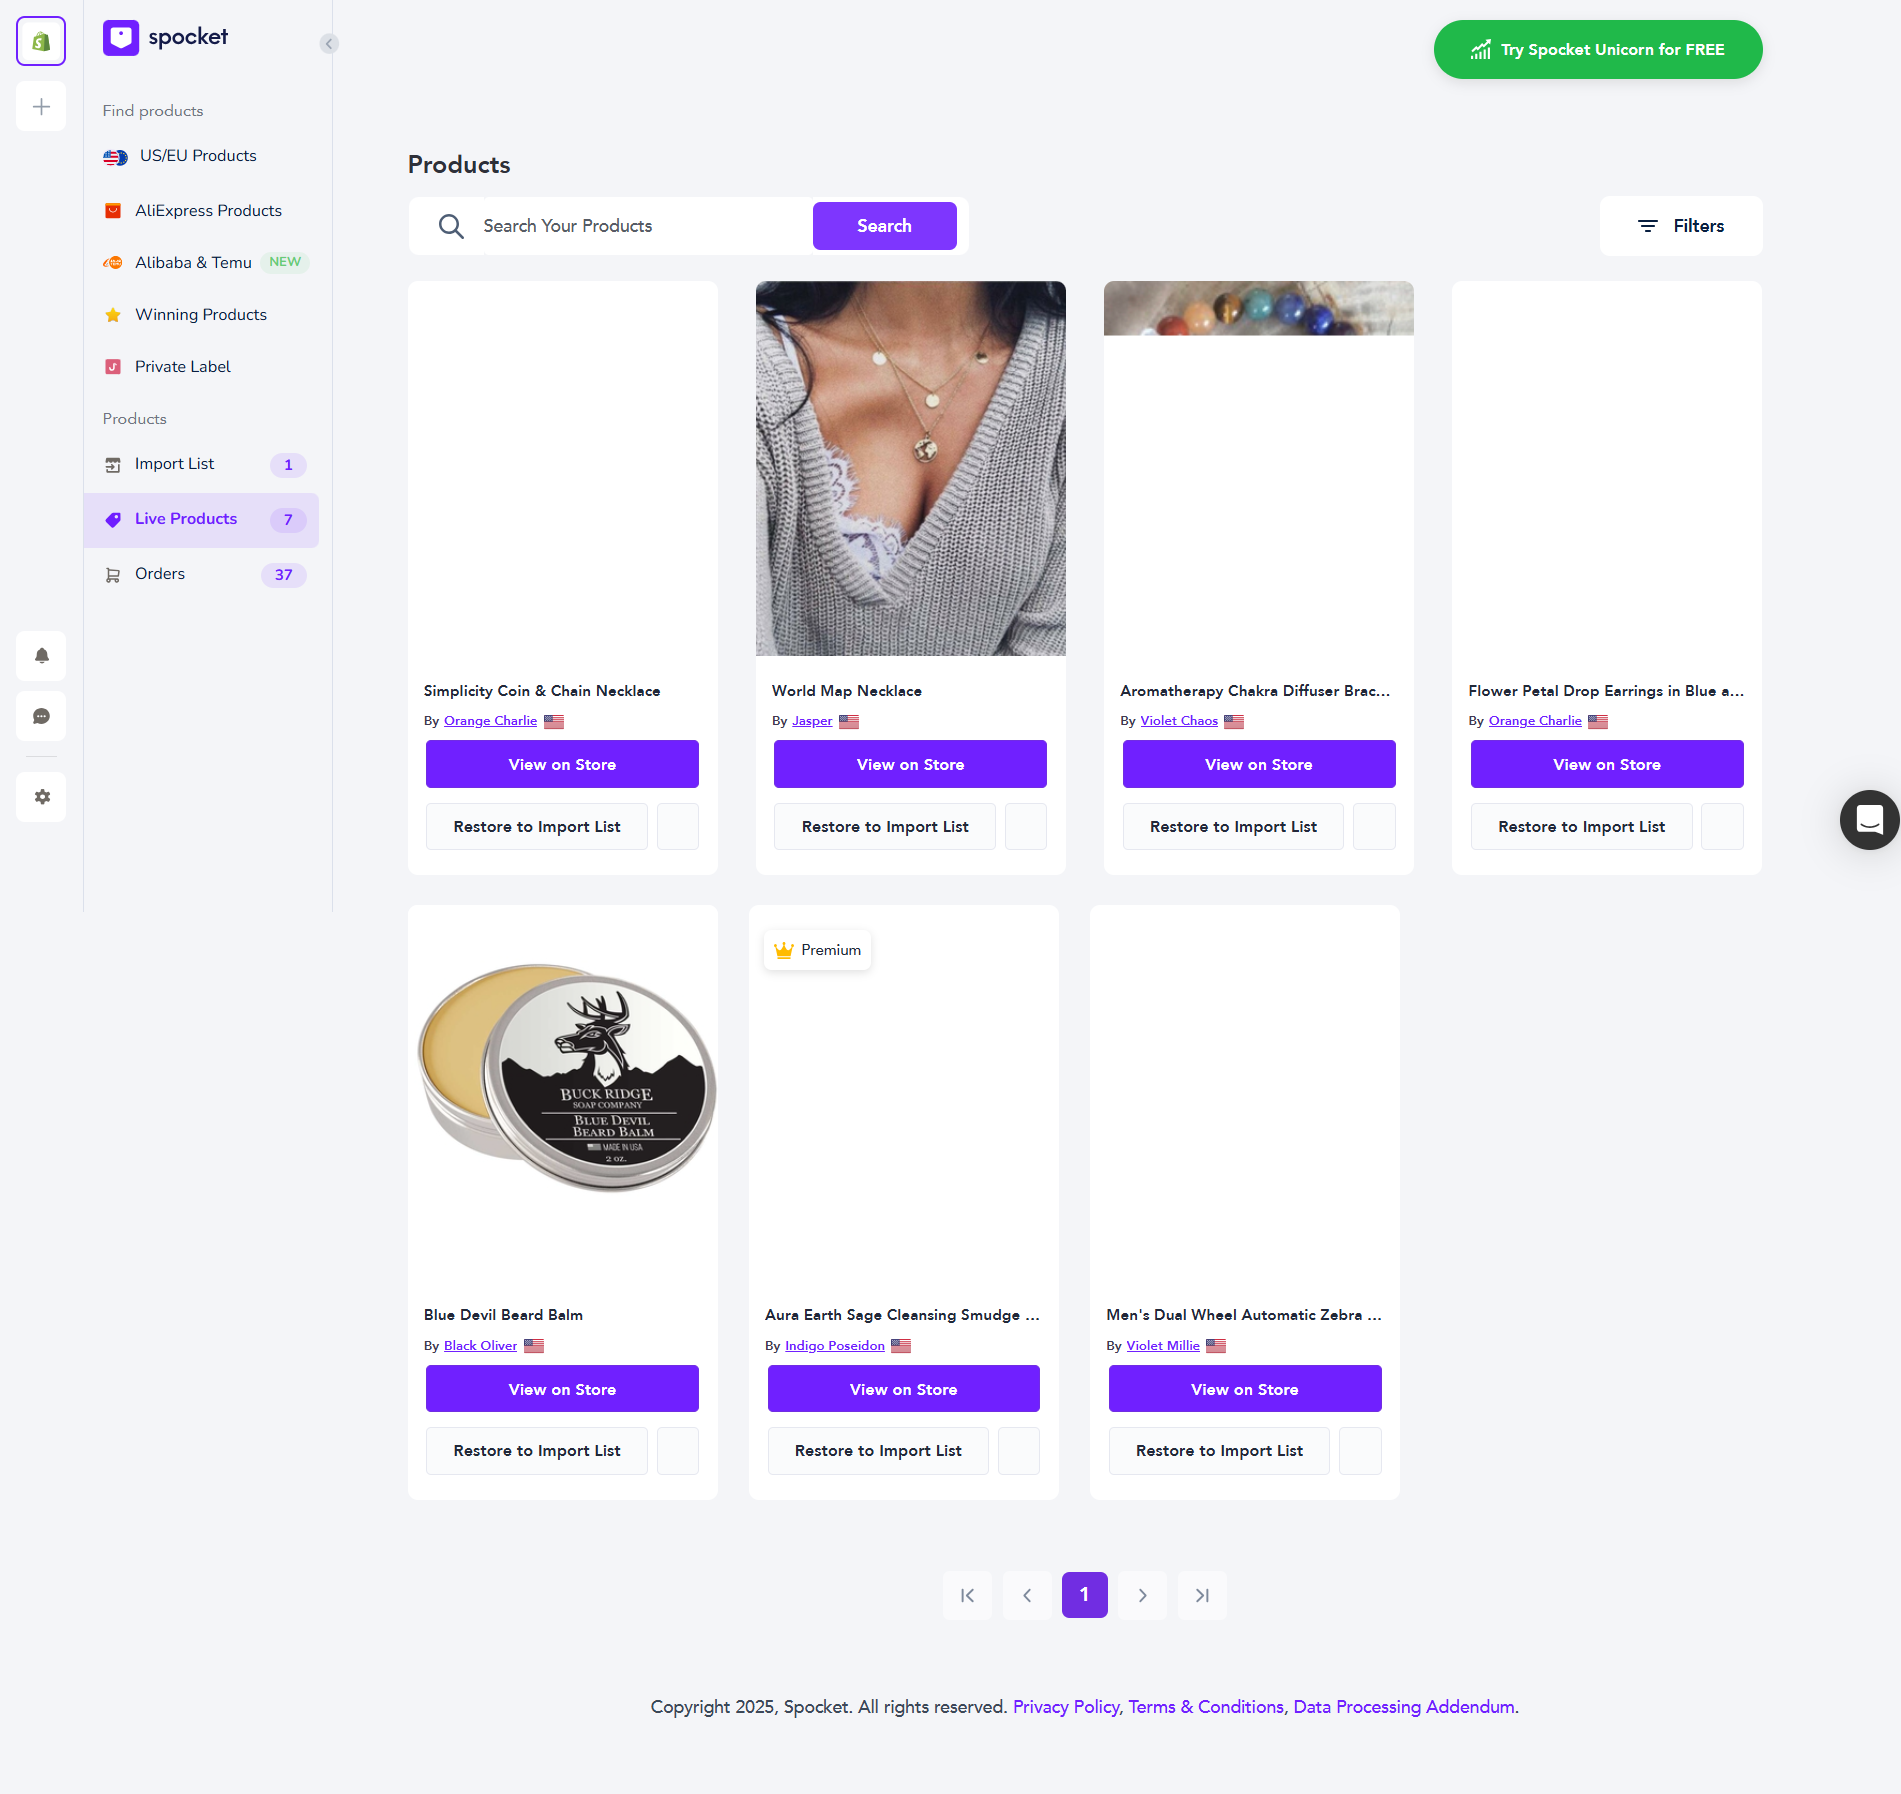 spocket
Try Spocket Unicorn for FREE
Find products
US/EU Products
AliExpress Products
Alibaba & Temu NEW
Winning Products
Private Label
Products
Import List 1
Live Products 7
Orders 37
Products
Search Your Products
Search
Filters
Simplicity Coin & Chain Necklace
By Orange Charlie
View on Store
Restore to Import List
World Map Necklace
By Jasper
View on Store
Restore to Import List
Aromatherapy Chakra Diffuser Brac...
By Violet Chaos
View on Store
Restore to Import List
Flower Petal Drop Earrings in Blue a...
By Orange Charlie
View on Store
Restore to Import List
BUCK RIDGE
SOAP COMPANY
BLUE DEVIL
BEARD BALM
MADE IN USA
2 OZ.
Blue Devil Beard Balm
By Black Oliver
View on Store
Restore to Import List
Premium
Aura Earth Sage Cleansing Smudge ...
By Indigo Poseidon
View on Store
Restore to Import List
Men's Dual Wheel Automatic Zebra ...
By Violet Millie
View on Store
Restore to Import List
1
Copyright 2025, Spocket. All rights reserved. Privacy Policy, Terms & Conditions, Data Processing Addendum.